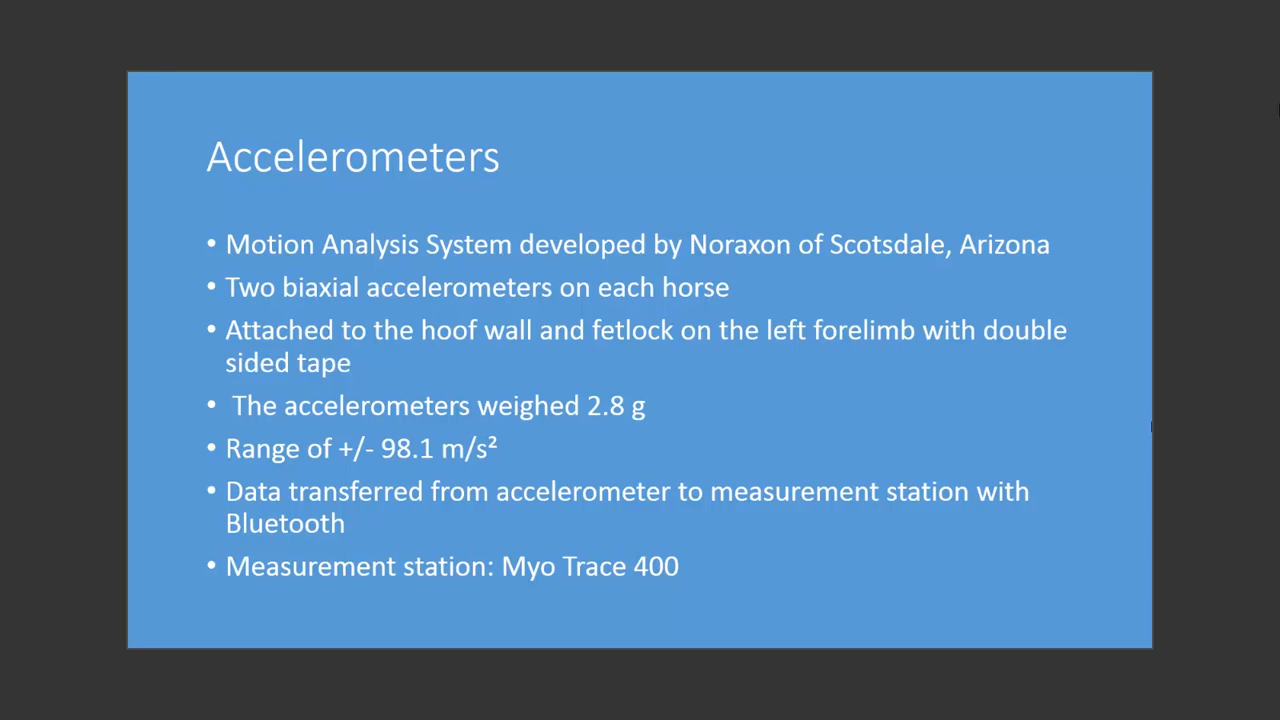 Accelerometers
• Motion Analysis System developed by Noraxon of Scotsdale, Arizona
• Two biaxial accelerometers on each horse
• Attached to the hoof wall and fetlock on the left forelimb with double
sided tape
• The accelerometers weighed 2.8 g
• Range of +/- 98.1 m/s²
• Data transferred from accelerometer to measurement station with
Bluetooth
• Measurement station: Myo Trace 400